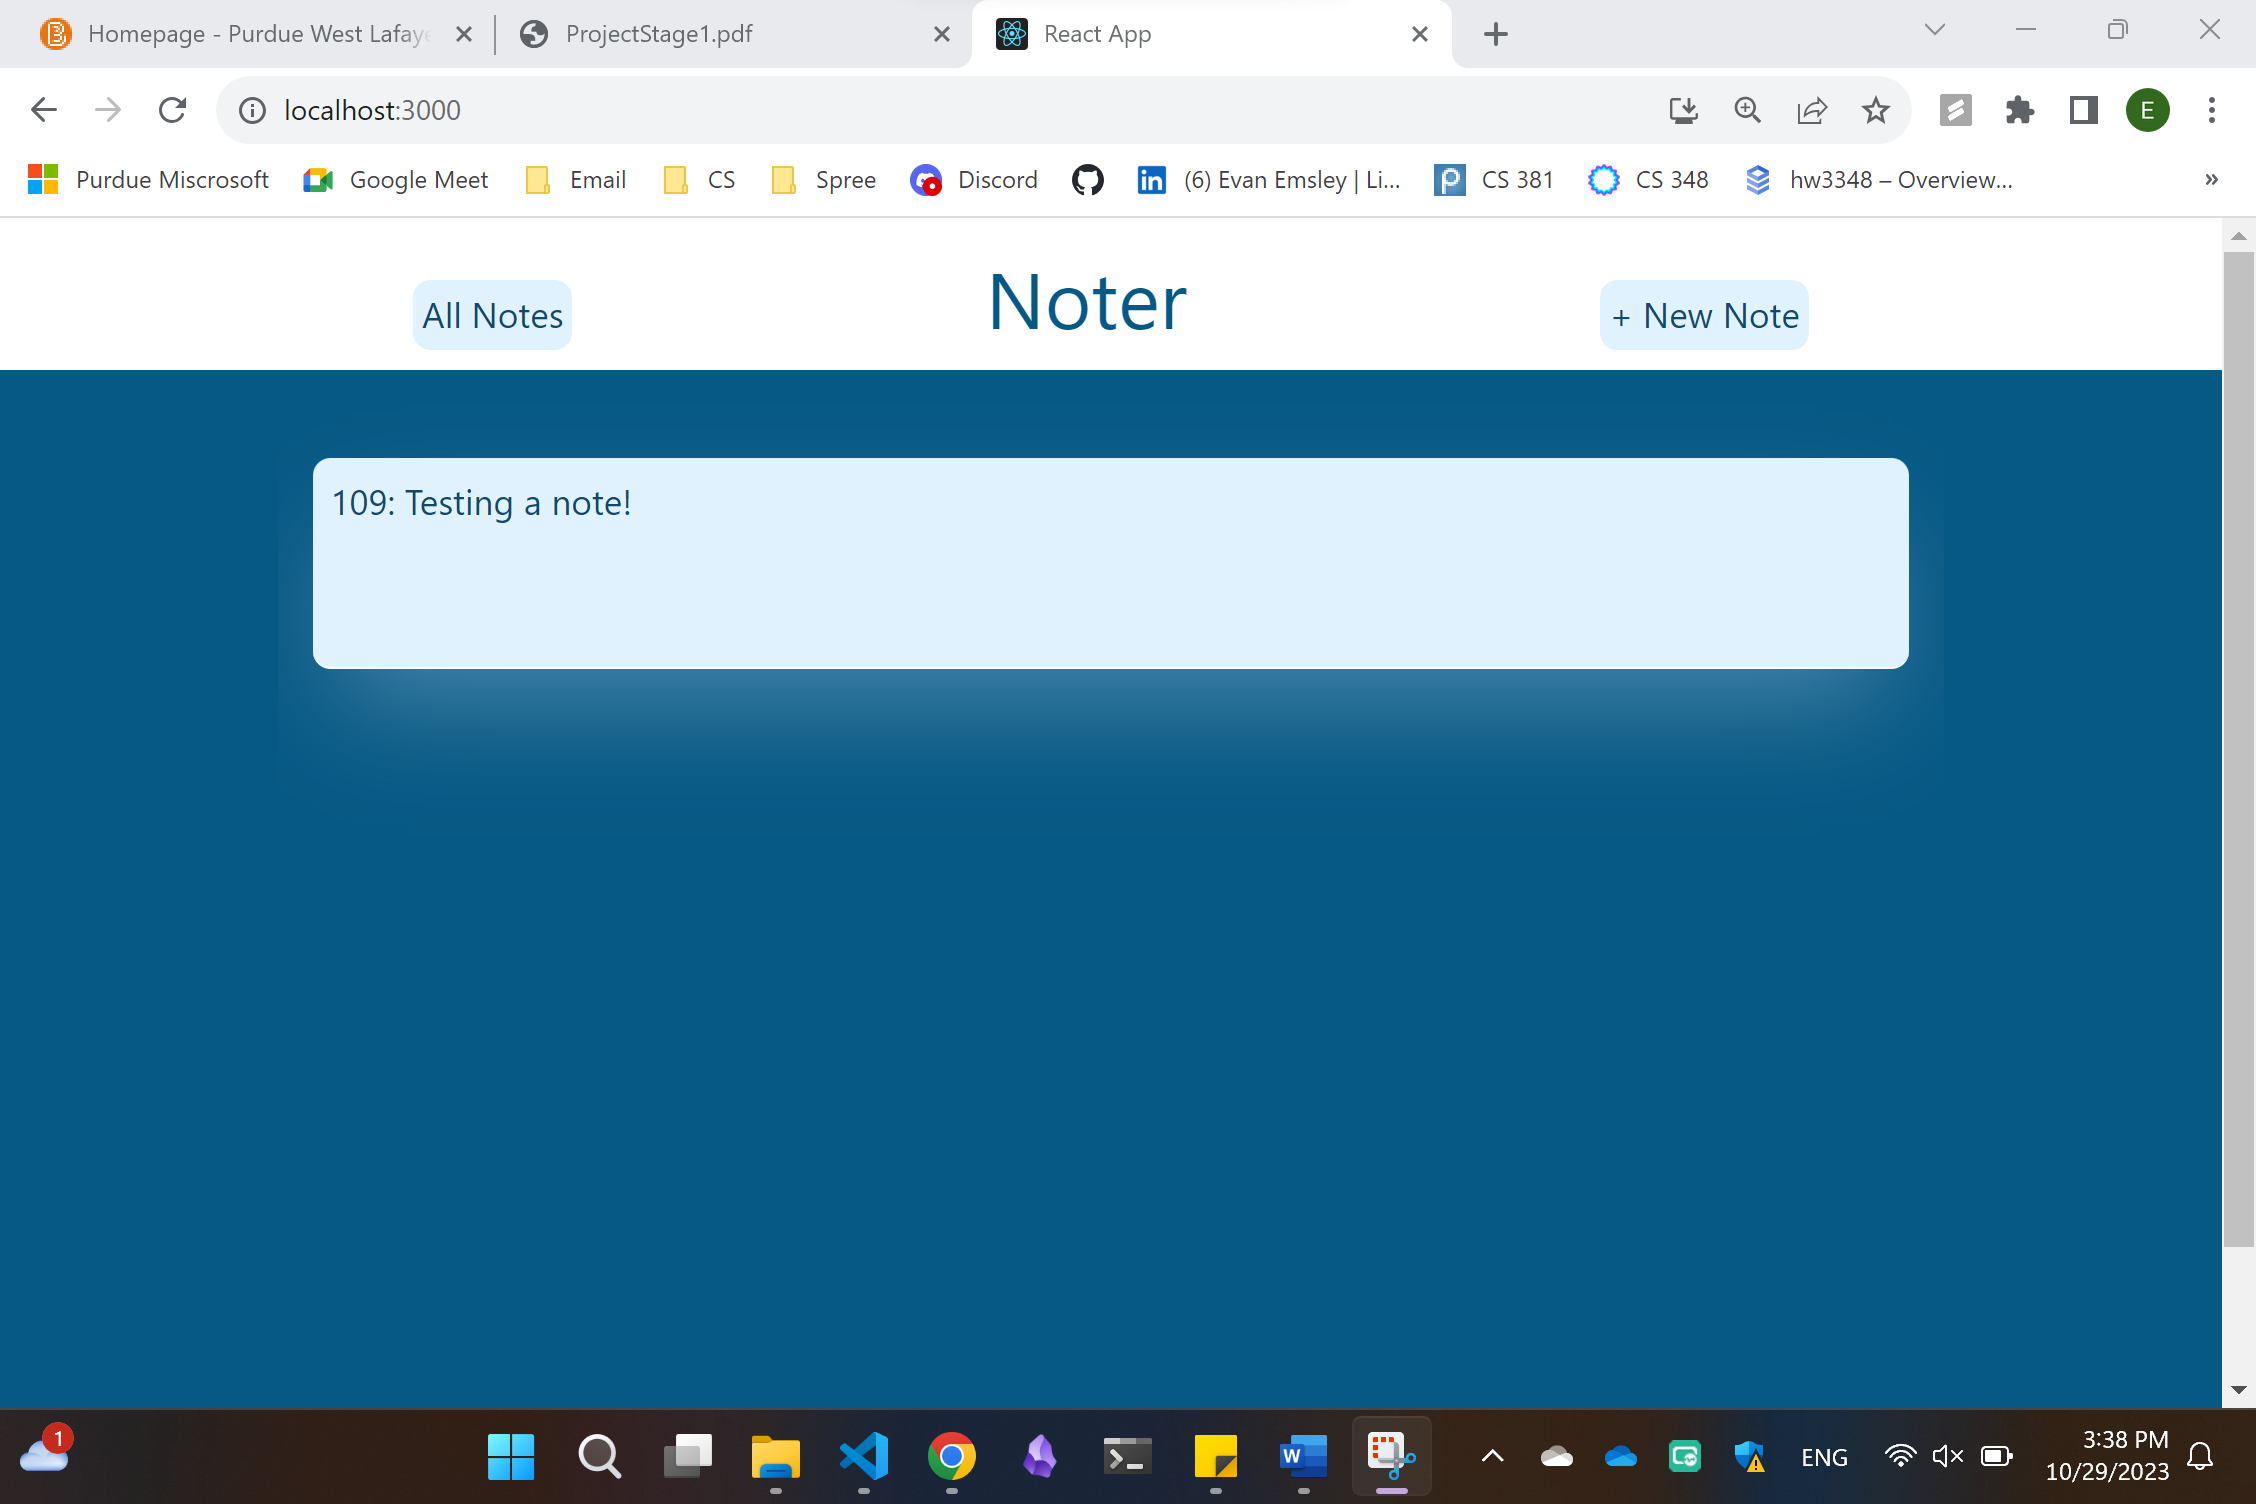 Homepage - Purdue West Lafaye
ProjectStage1.pdf
React App
localhost:3000
E
Purdue Miscrosoft
Google Meet
Email
CS
Spree
Discord
(6) Evan Emsley | Li...
CS 381
CS 348
hw3348 – Overview...
»
All Notes
Noter
+ New Note
109: Testing a note!
1
ENG
3:38 PM
10/29/2023